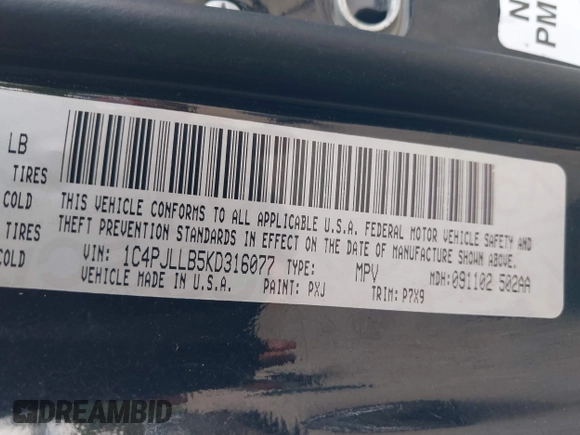 N
PM
LB
TIRES
COLD
TIRES
COLD
THIS VEHICLE CONFORMS TO ALL APPLICABLE U.S.A. FEDERAL MOTOR VEHICLE SAFETY AND
THEFT PREVENTION STANDARDS IN EFFECT ON THE DATE OF MANUFACTURE SHOWN ABOVE.
VIN: 1C4PJLLB5KD316077 TYPE: MPV MDH:091102 502AA
VEHICLE MADE IN U.S.A. PAINT: PXJ TRIM: P7X9
DREAMBID